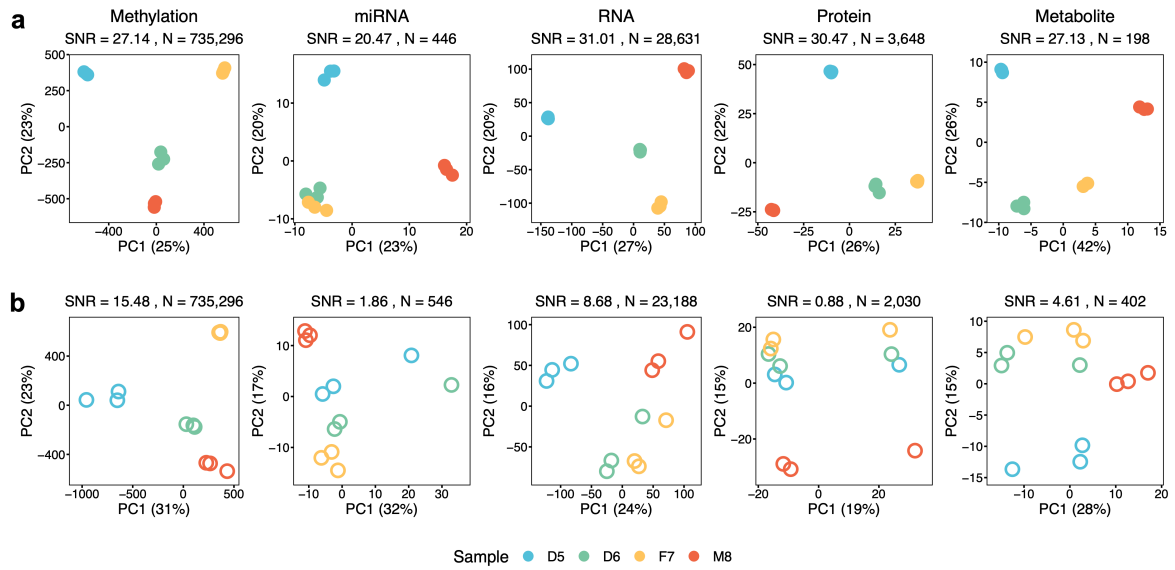 a
Methylation
SNR = 27.14 , N = 735,296
PC2 (23%)
500
250
0
−250
−500
−400
0
400
PC1 (25%)
miRNA
SNR = 20.47 , N = 446
PC2 (20%)
10
0
−10
−10
0
10
20
PC1 (23%)
RNA
SNR = 31.01 , N = 28,631
PC2 (20%)
100
50
0
−50
−100
−150
−100
−50
0
50
100
PC1 (27%)
Protein
SNR = 30.47 , N = 3,648
PC2 (22%)
50
25
0
−25
−50
−25
0
25
PC1 (26%)
Metabolite
SNR = 27.13 , N = 198
PC2 (26%)
10
5
0
−5
−10
−10
−5
0
5
10
15
PC1 (42%)
b
SNR = 15.48 , N = 735,296
PC2 (23%)
400
0
−400
−1000
−500
0
500
PC1 (31%)
SNR = 1.86 , N = 546
PC2 (17%)
10
0
−10
−10
0
10
20
30
PC1 (32%)
SNR = 8.68 , N = 23,188
PC2 (16%)
100
50
0
−50
−100
−50
0
50
100
PC1 (24%)
SNR = 0.88 , N = 2,030
PC2 (15%)
20
0
−20
−20
0
20
PC1 (19%)
SNR = 4.61 , N = 402
PC2 (15%)
10
5
0
−5
−10
−15
−10
0
10
20
PC1 (28%)
Sample D5 D6 F7 M8